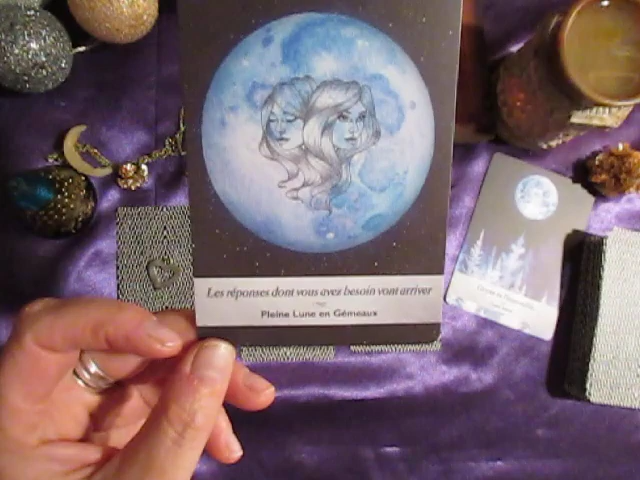 Les réponses dont vous avez besoin vont arriver
Pleine Lune en Gémeaux